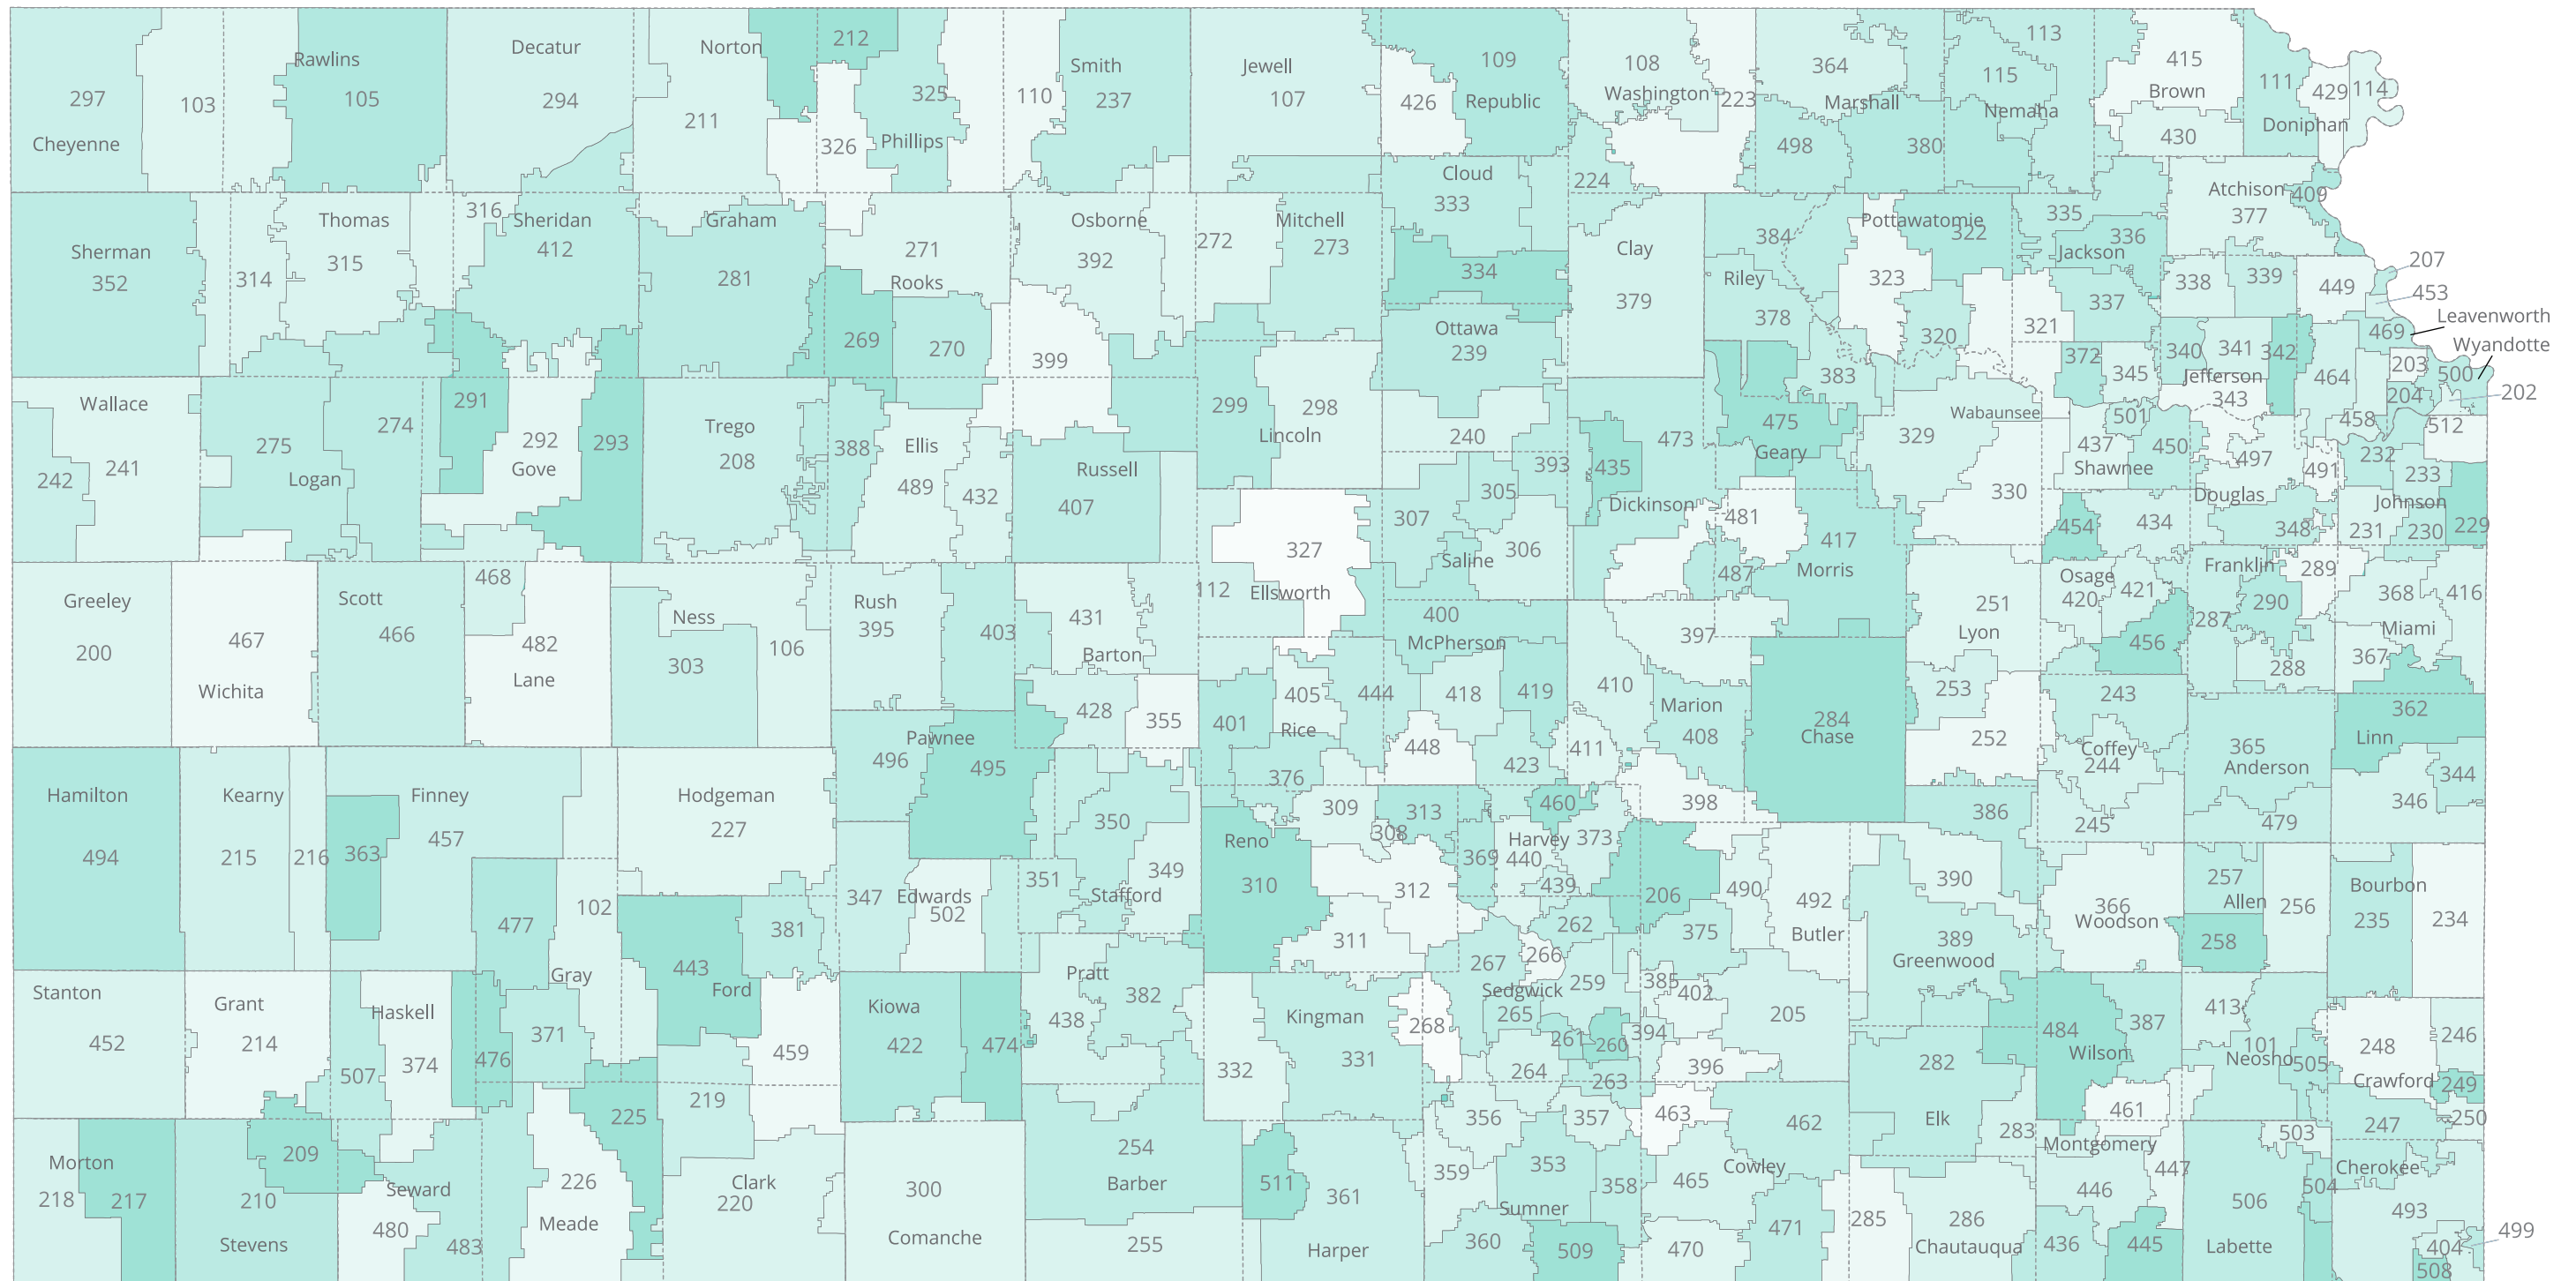 297
Cheyenne
103
Rawlins
105
Decatur
294
Norton
211
212
326
325
Phillips
110
Smith
237
Jewell
107
426
109
Republic
108
Washington
223
224
364
Marshall
498
380
113
115
Nemaha
415
Brown
430
111
Doniphan
429
114
Sherman
352
314
Thomas
315
316
Sheridan
412
Graham
281
271
Rooks
269
270
Osborne
392
399
272
Mitchell
273
Cloud
333
334
Clay
379
384
Riley
378
383
Pottawatomie
322
323
320
321
335
336
Jackson
337
Atchison
377
409
338
339
449
207
453
Leavenworth
469
Wyandotte
203
500
202
204
464
458
340
341
342
Jefferson
343
372
345
Wallace
241
242
275
Logan
274
291
292
Gove
293
Trego
208
388
Ellis
489
432
Russell
407
299
298
Lincoln
Ottawa
239
240
393
305
307
306
Saline
473
435
Dickinson
475
Geary
481
417
Morris
487
Wabaunsee
329
330
501
437
Shawnee
450
454
434
497
491
Douglas
348
512
232
233
Johnson
231
230
229
Greeley
200
467
Wichita
Scott
466
468
482
Lane
Ness
303
106
Rush
395
403
431
Barton
428
355
112
327
Ellsworth
400
McPherson
444
418
419
448
423
405
401
Rice
376
397
410
411
Marion
408
398
284
Chase
251
Lyon
253
252
386
Osage
420
421
456
Franklin
289
290
287
288
368
416
Miami
367
243
Coffey
244
245
365
Anderson
479
362
Linn
344
346
Hamilton
494
Kearny
215
216
Finney
457
363
477
102
Gray
Hodgeman
227
Pawnee
496
495
347
Edwards
502
351
350
349
Stafford
Reno
310
309
308
313
312
311
369
460
Harvey
373
440
439
206
490
492
Butler
375
385
402
205
394
396
390
389
Greenwood
366
Woodson
257
Allen
256
258
Bourbon
235
234
Stanton
452
Grant
214
Haskell
374
507
476
371
443
Ford
381
459
Kiowa
422
474
Pratt
382
438
Kingman
331
332
268
262
266
267
259
Sedgwick
265
261
260
264
263
282
Elk
283
484
387
Wilson
413
101
Neosho
505
461
248
246
Crawford
249
250
247
Morton
218
217
209
210
Stevens
Seward
480
483
225
226
Meade
219
Clark
220
300
Comanche
254
Barber
255
511
361
Harper
356
357
359
353
358
Sumner
360
509
463
462
Cowley
465
470
471
285
286
Chautauqua
Montgomery
446
447
436
445
503
504
506
Labette
Cherokee
493
404
499
508